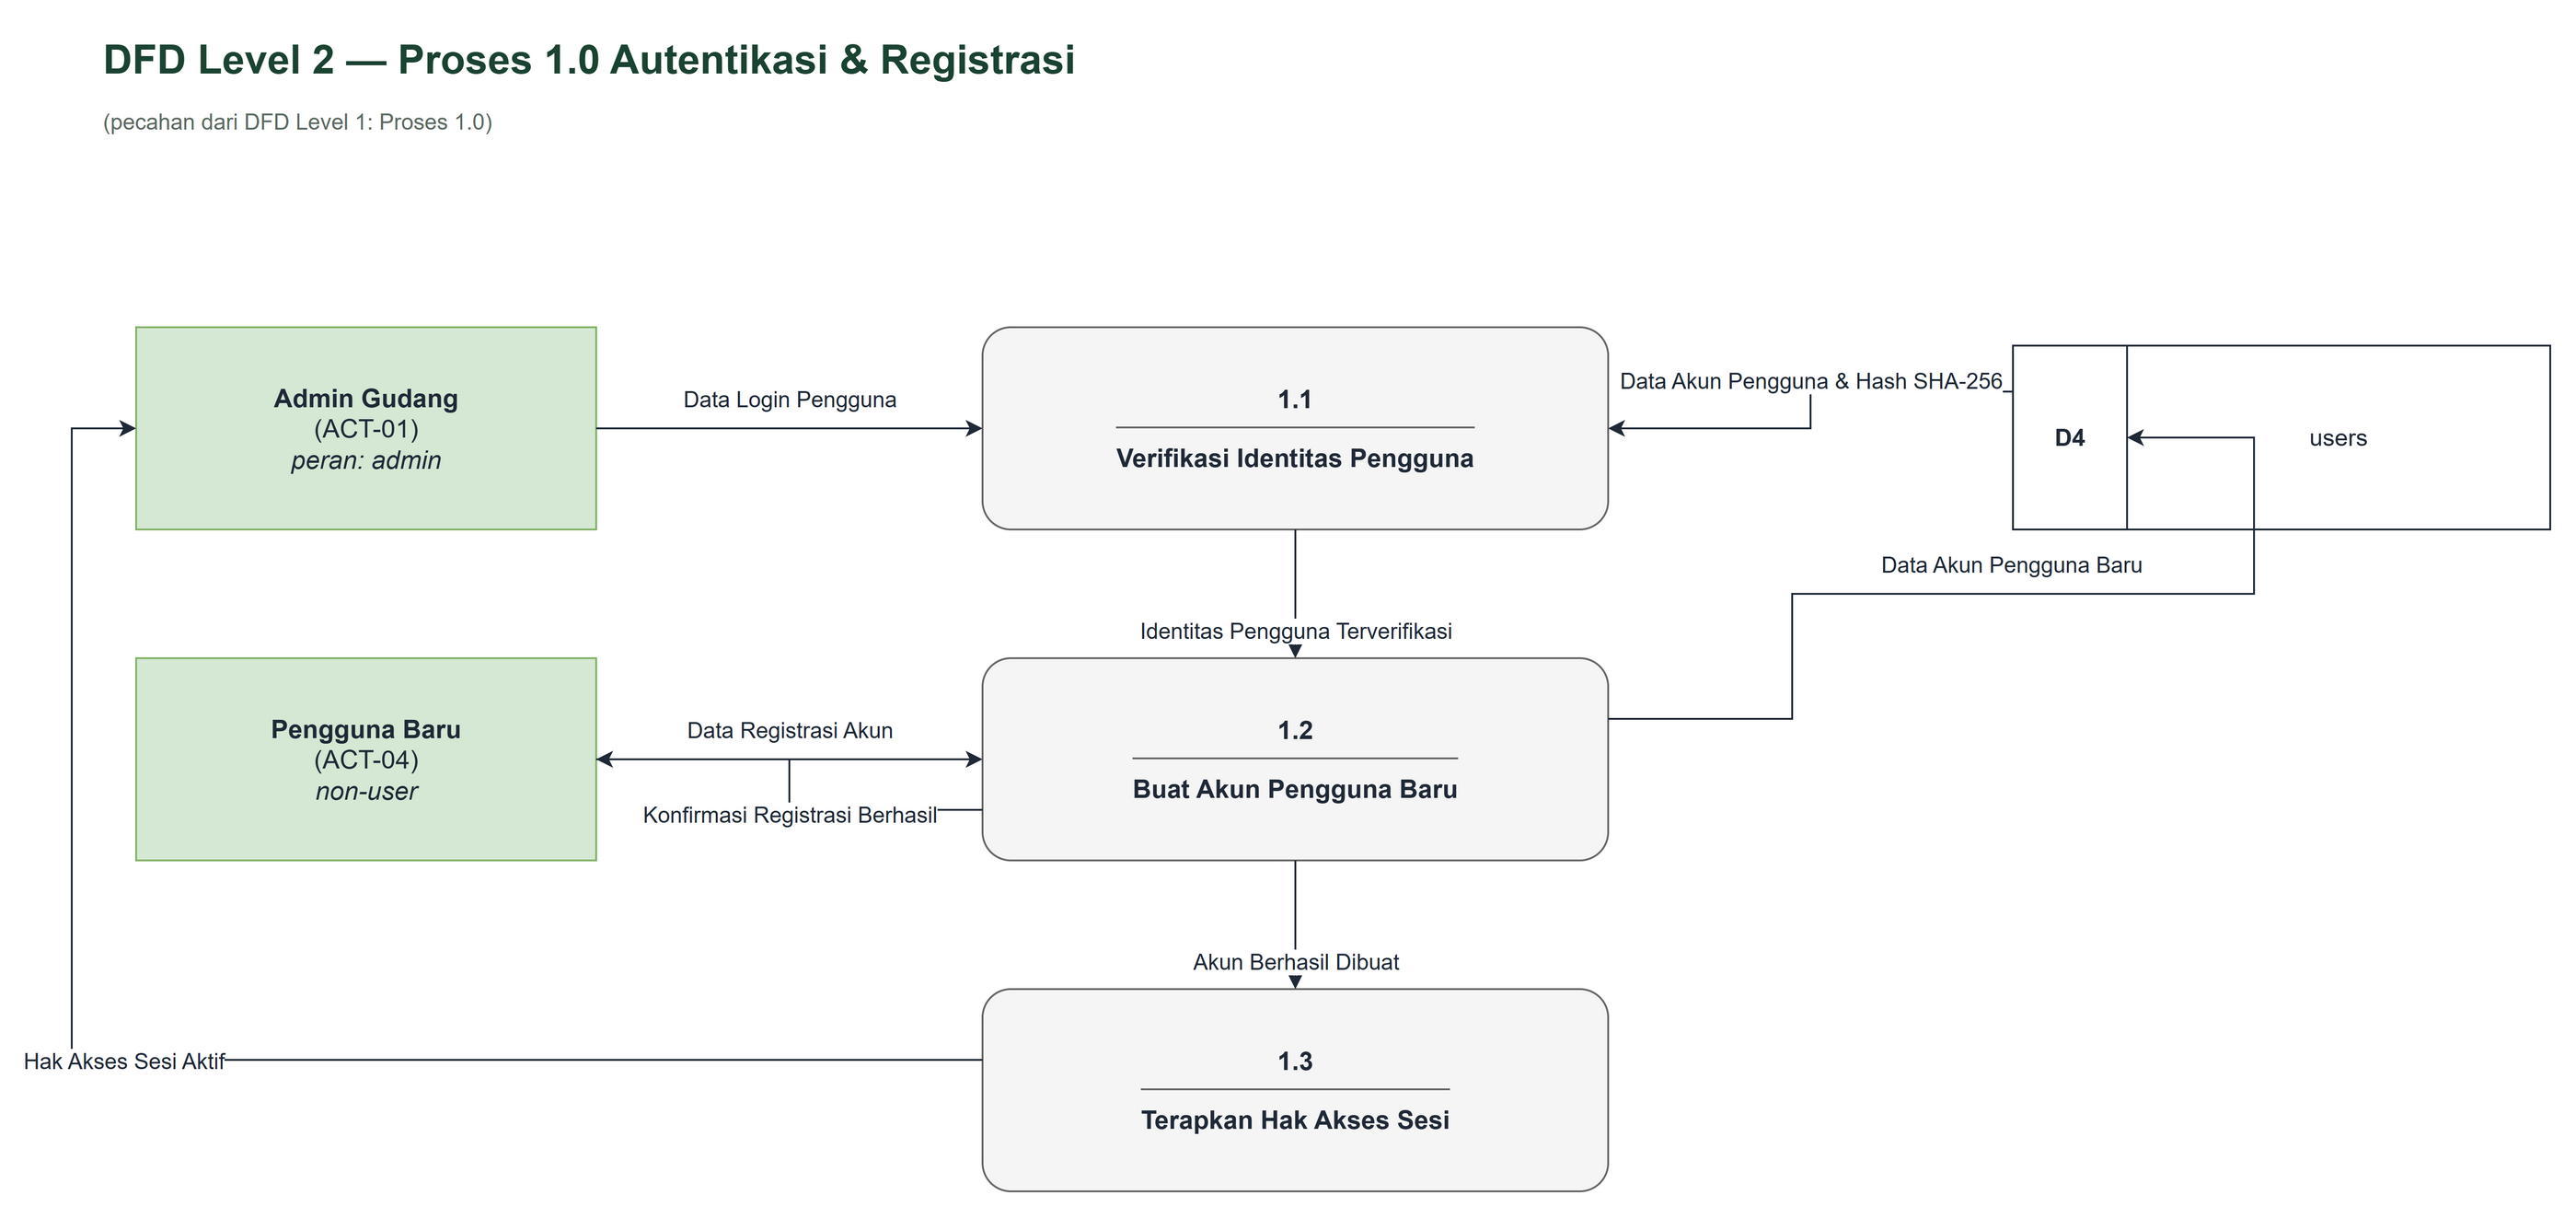 DFD Level 2 — Proses 1.0 Autentikasi & Registrasi
(pecahan dari DFD Level 1: Proses 1.0)
Admin Gudang
(ACT-01)
peran: admin
Data Login Pengguna
1.1
Verifikasi Identitas Pengguna
Data Akun Pengguna & Hash SHA-256
D4
users
Data Akun Pengguna Baru
Identitas Pengguna Terverifikasi
Pengguna Baru
(ACT-04)
non-user
Data Registrasi Akun
Konfirmasi Registrasi Berhasil
1.2
Buat Akun Pengguna Baru
Akun Berhasil Dibuat
Hak Akses Sesi Aktif
1.3
Terapkan Hak Akses Sesi